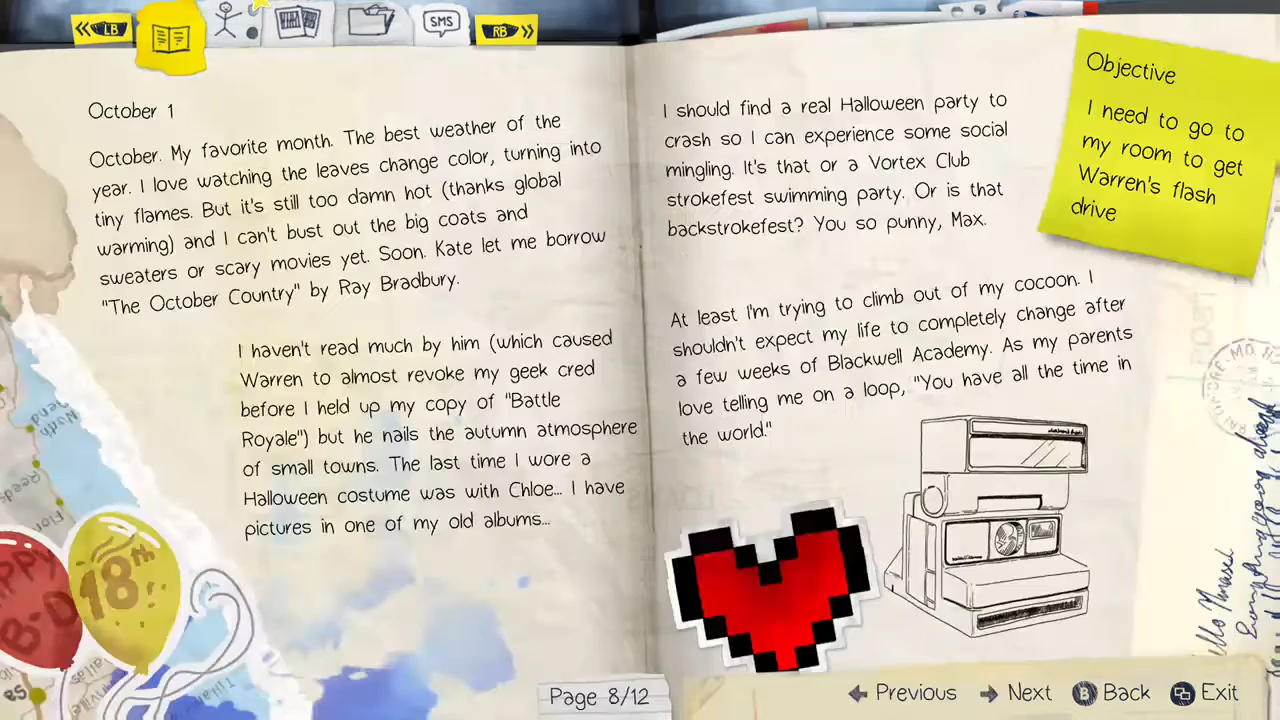 LB
SMS
RB
October 1
October. My favorite month. The best weather of the
year. I love watching the leaves change color, turning into
tiny flames. But it's still too damn hot (thanks global
warming) and I can't bust out the big coats and
sweaters or scary movies yet. Soon. Kate let me borrow
"The October Country" by Ray Bradbury.
I haven't read much by him (which caused
Warren to almost revoke my geek cred
before I held up my copy of "Battle
Royale") but he nails the autumn atmosphere
of small towns. The last time I wore a
Halloween costume was with Chloe... I have
pictures in one of my old albums...
I should find a real Halloween party to
crash so I can experience some social
mingling. It's that or a Vortex Club
strokefest swimming party. Or is that
backstrokefest? You so punny, Max.
At least I'm trying to climb out of my cocoon. I
shouldn't expect my life to completely change after
a few weeks of Blackwell Academy. As my parents
love telling me on a loop, "You have all the time in
the world."
Objective
I need to go to
my room to get
Warren's flash
drive
18th
Page 8/12
Previous
Next
B Back
Exit